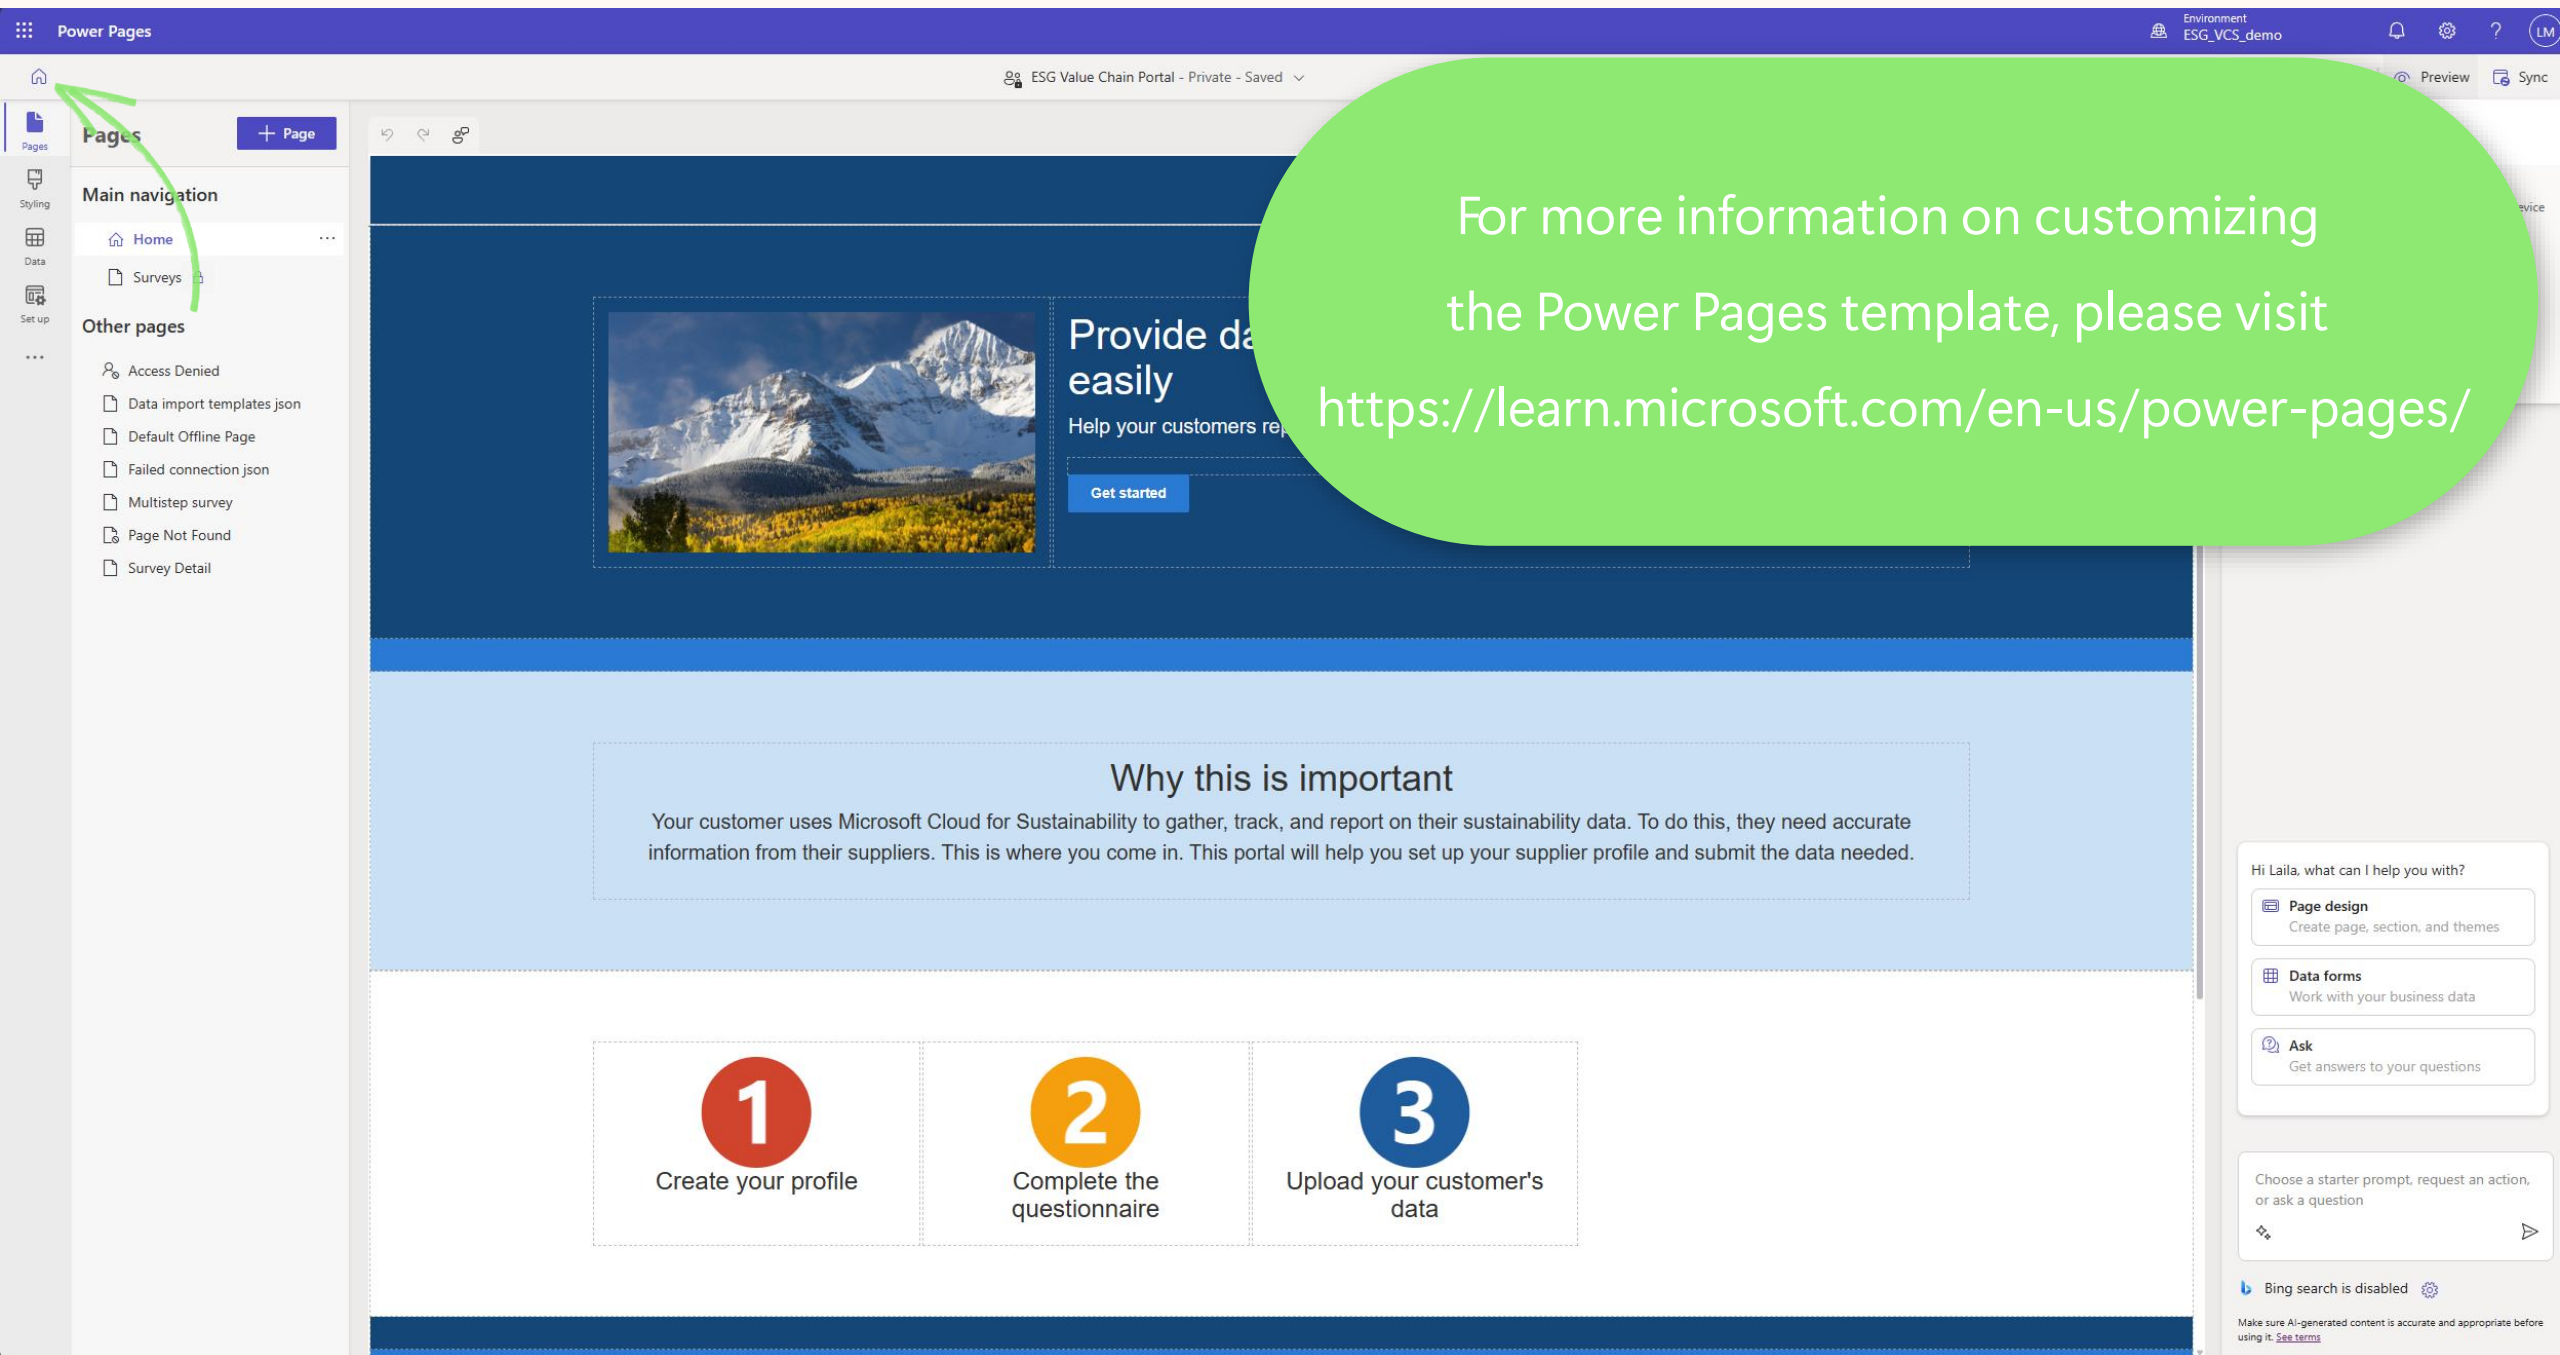 Power Pages
Environment
ESG_VCS_demo
LM
ESG Value Chain Portal - Private - Saved
Preview
Sync
Pages
Styling
Data
Set up
Pages
+ Page
Main navigation
Home
Surveys
Other pages
Access Denied
Data import templates json
Default Offline Page
Failed connection json
Multistep survey
Page Not Found
Survey Detail
For more information on customizing
the Power Pages template, please visit
https://learn.microsoft.com/en-us/power-pages/
Provide
easily
Help your customers
Get started
Why this is important
Your customer uses Microsoft Cloud for Sustainability to gather, track, and report on their sustainability data. To do this, they need accurate
information from their suppliers. This is where you come in. This portal will help you set up your supplier profile and submit the data needed.
1
Create your profile
2
Complete the
questionnaire
3
Upload your customer's
data
Hi Laila, what can I help you with?
Page design
Create page, section, and themes
Data forms
Work with your business data
Ask
Get answers to your questions
Choose a starter prompt, request an action,
or ask a question
Bing search is disabled
Make sure AI-generated content is accurate and appropriate before
using it. See terms